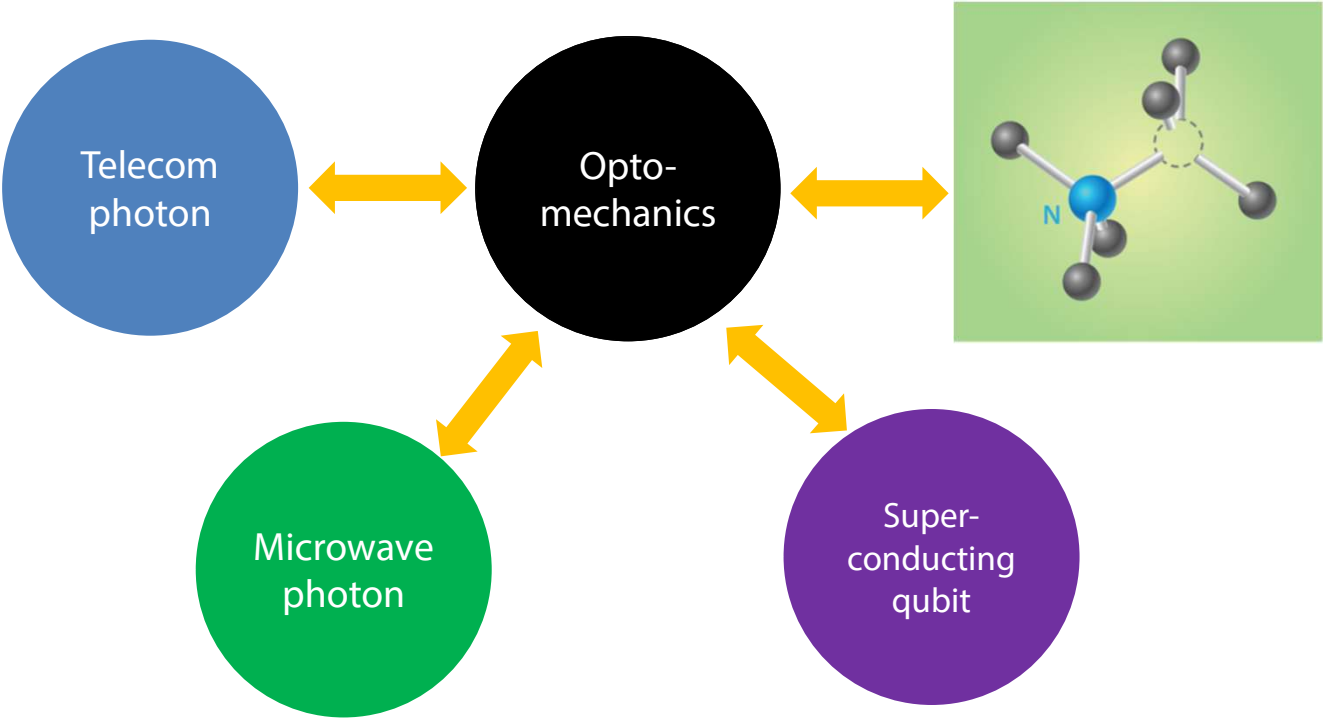 Telecom
photon
Opto-
mechanics
N
Microwave
photon
Super-
conducting
qubit